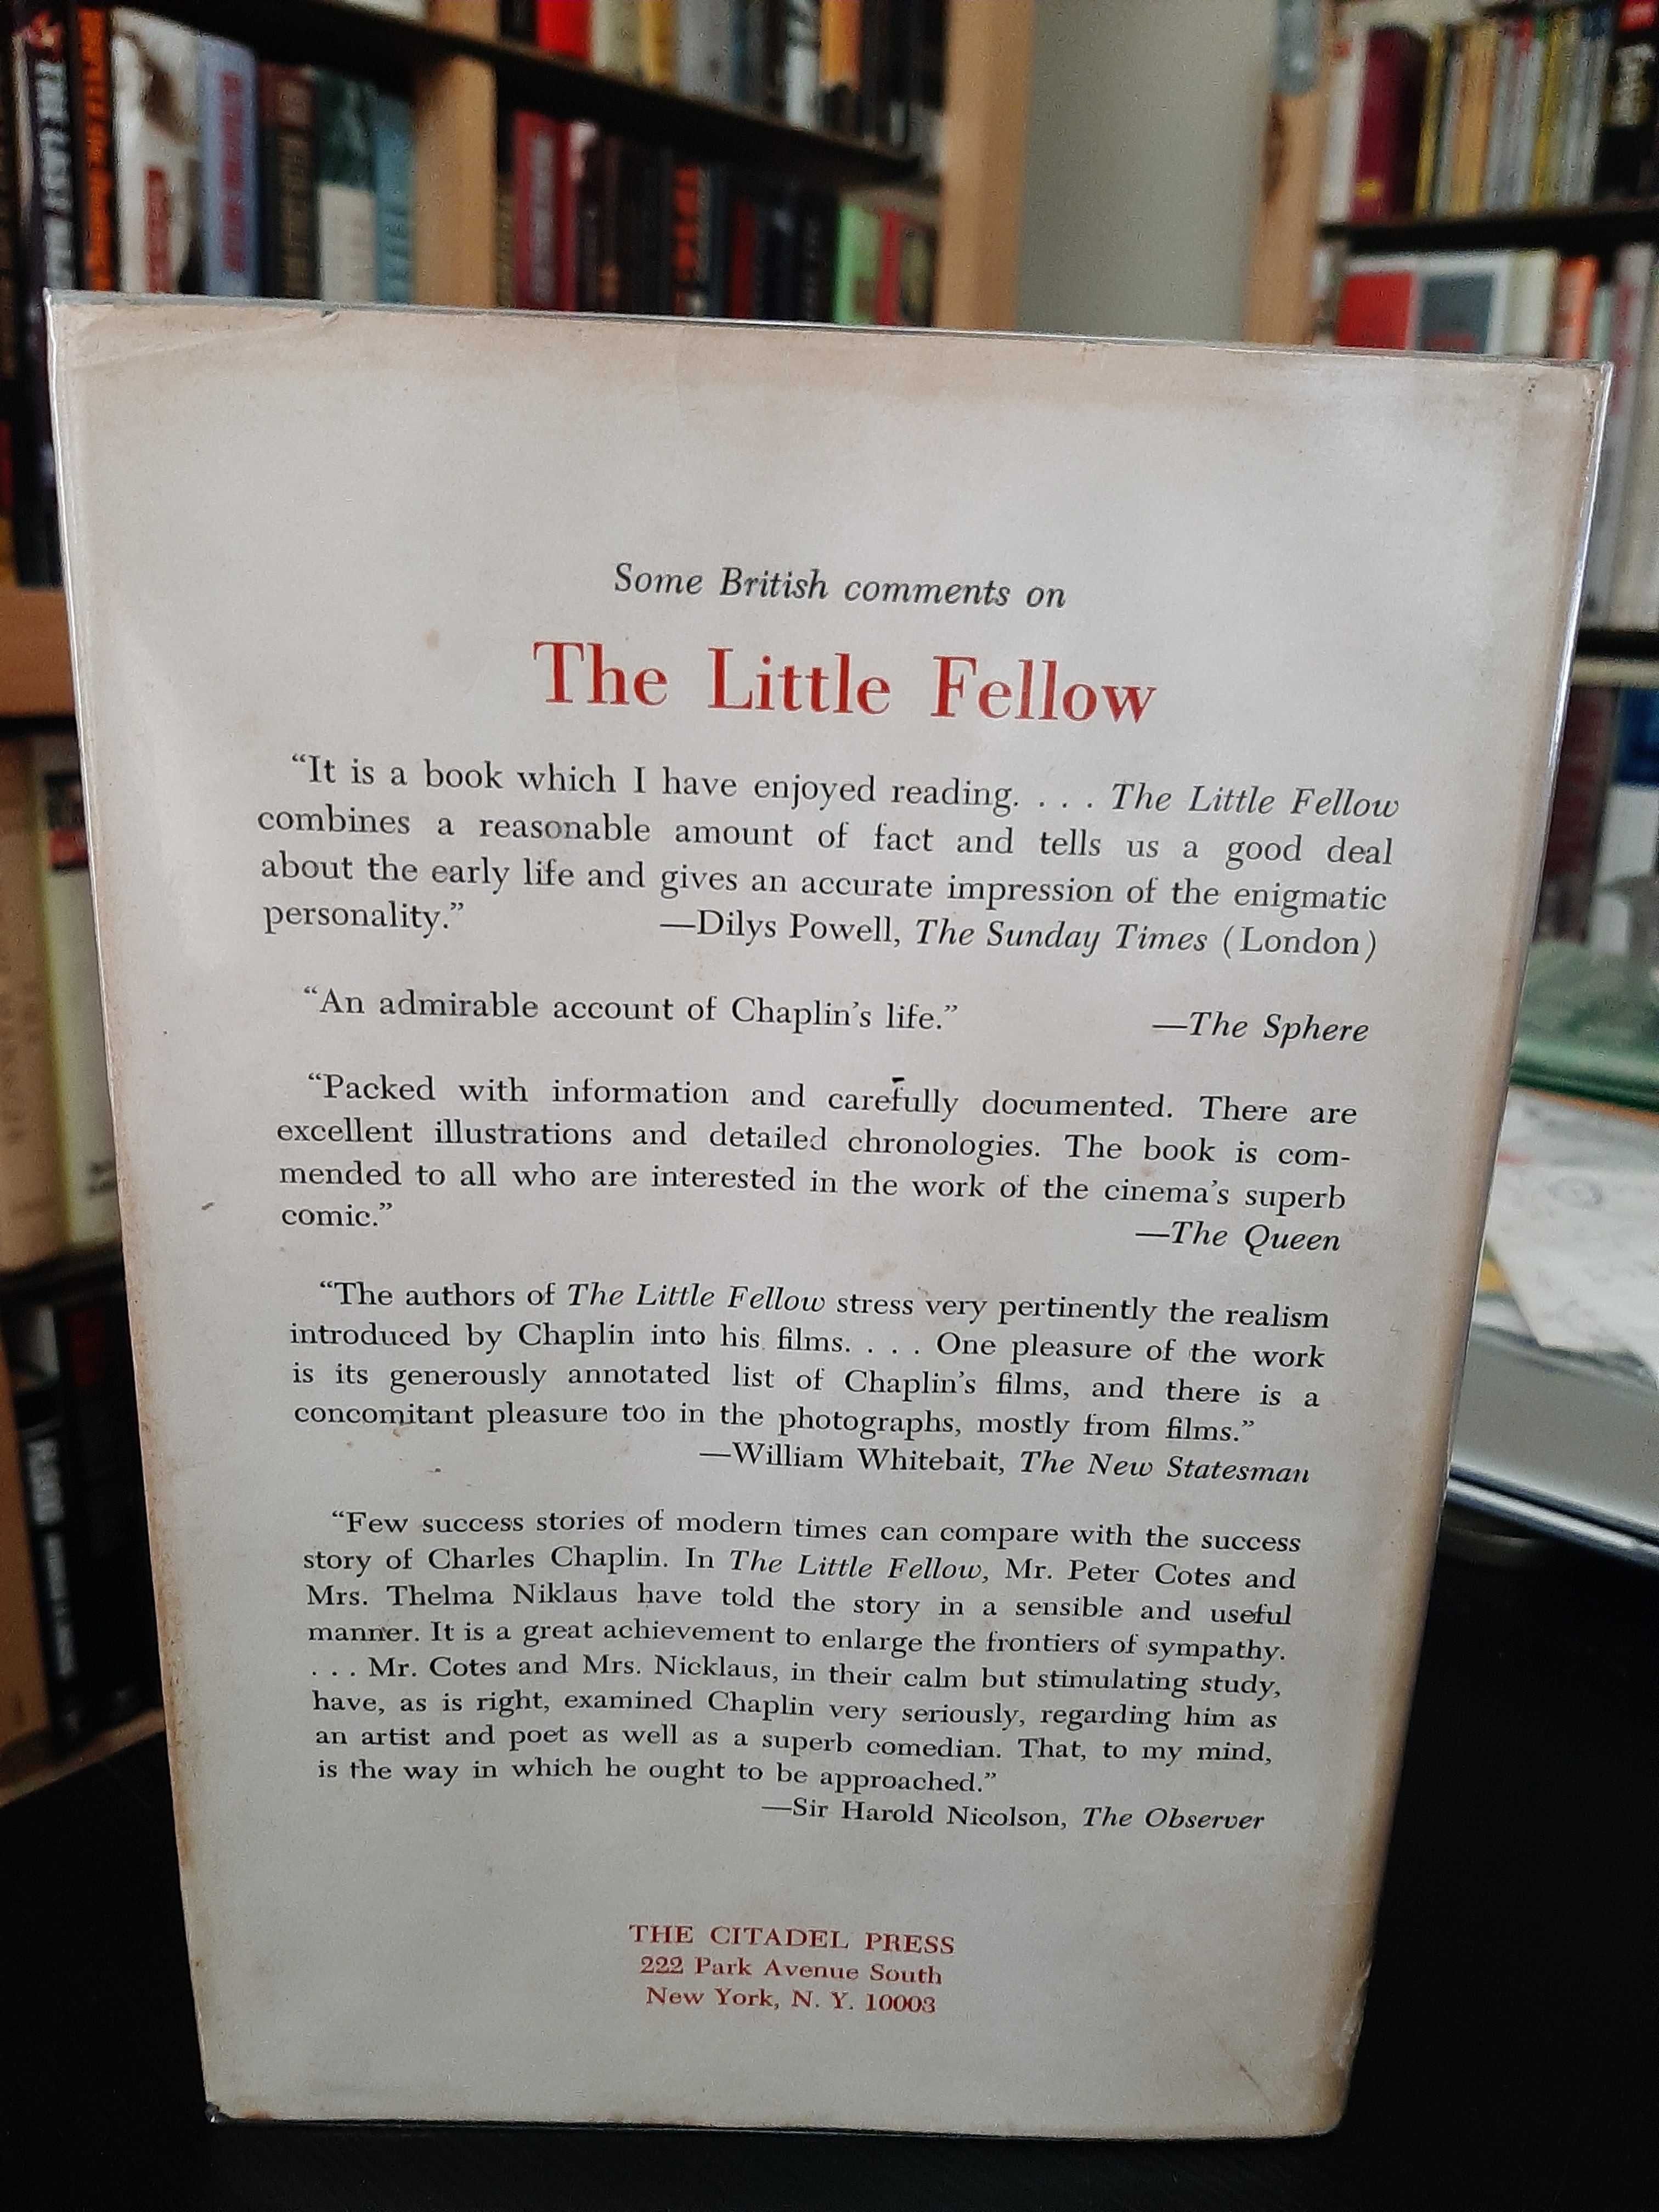 Some British comments on
The Little Fellow
“It is a book which I have enjoyed reading. . . . The Little Fellow
combines a reasonable amount of fact and tells us a good deal
about the early life and gives an accurate impression of the enigmatic
personality.” —Dilys Powell, The Sunday Times (London)
“An admirable account of Chaplin’s life.” —The Sphere
“Packed with information and carefully documented. There are
excellent illustrations and detailed chronologies. The book is com-
mended to all who are interested in the work of the cinema’s superb
comic.” —The Queen
“The authors of The Little Fellow stress very pertinently the realism
introduced by Chaplin into his films. . . . One pleasure of the work
is its generously annotated list of Chaplin’s films, and there is a
concomitant pleasure too in the photographs, mostly from films.”
—William Whitebait, The New Statesman
“Few success stories of modern times can compare with the success
story of Charles Chaplin. In The Little Fellow, Mr. Peter Cotes and
Mrs. Thelma Niklaus have told the story in a sensible and useful
manner. It is a great achievement to enlarge the frontiers of sympathy.
. . . Mr. Cotes and Mrs. Nicklaus, in their calm but stimulating study,
have, as is right, examined Chaplin very seriously, regarding him as
an artist and poet as well as a superb comedian. That, to my mind,
is the way in which he ought to be approached.”
—Sir Harold Nicolson, The Observer
THE CITADEL PRESS
222 Park Avenue South
New York, N. Y. 10003